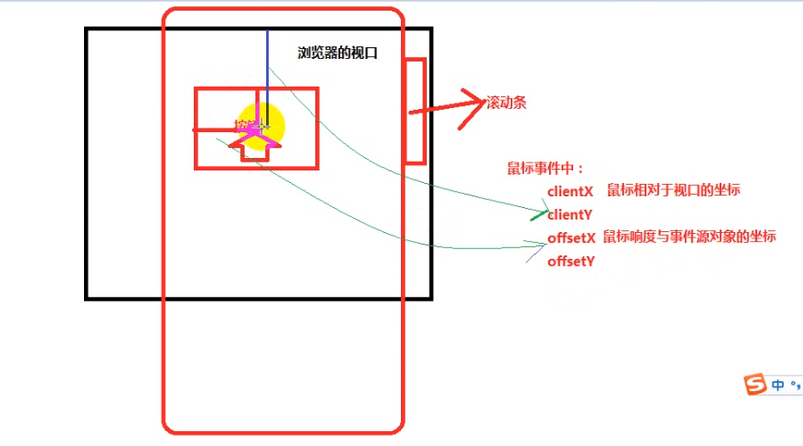 浏览器的视口
按钮
滚动条
鼠标事件中：
clientX 鼠标相对于视口的坐标
clientY
offsetX 鼠标响度与事件源对象的坐标
offsetY
S 中 °,